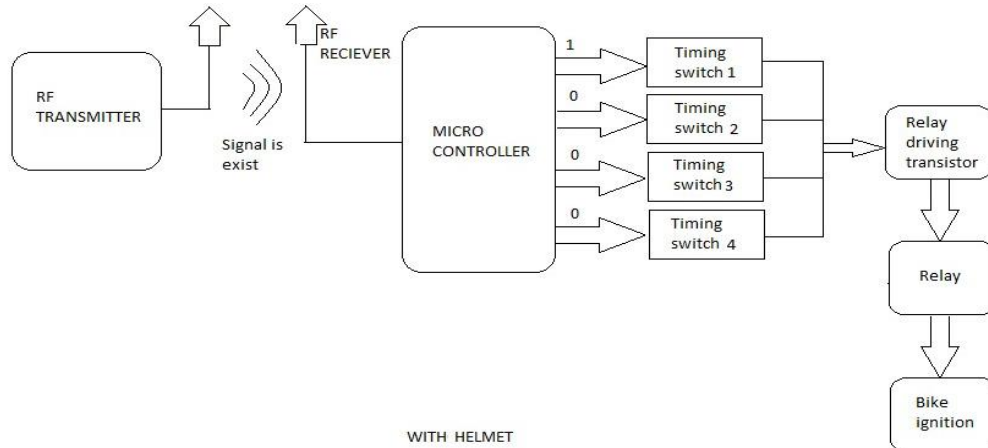 RF
TRANSMITTER
Signal is
exist
RF
RECIEVER
MICRO
CONTROLLER
1
Timing
switch 1
0
Timing
switch 2
0
Timing
switch 3
0
Timing
switch 4
Relay
driving
transistor
Relay
Bike
ignition
WITH HELMET